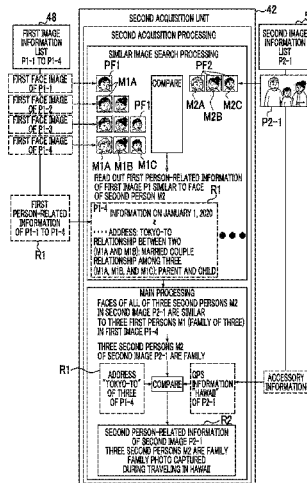 48
42
5
FIRST IMAGE
INFORMATION
LIST
P1-1 TO P1-4
SECOND ACQUISITION UNIT
SECOND ACQUISITION PROCESSING
SIMILAR IMAGE SEARCH PROCESSING
SECOND IMAGE
INFORMATION
LIST
P2-1
FIRST FACE IMAGE
OF P1-1
FIRST FACE IMAGE
OF P1-2
FIRST FACE IMAGE
OF P1-3
FIRST FACE IMAGE
OF P1-4
PF1
M1A
PF1
M1A M1B M1C
COMPARE
PF2
M2A
M2B
M2C
P2-1
READ OUT FIRST PERSON-RELATED INFORMATION
OF FIRST IMAGE P1 SIMILAR TO FACE
OF SECOND PERSON M2
R1
FIRST
PERSON-RELATED
INFORMATION
OF P1-1 TO P1-4
R1
P1-4
INFORMATION ON JANUARY 1, 2020
ADDRESS: TOKYO-TO
RELATIONSHIP BETWEEN TWO
(M1A AND M1B): MARRIED COUPLE
RELATIONSHIP AMONG THREE
(M1A, M1B, AND M1C): PARENT AND CHILD
MAIN PROCESSING
FACES OF ALL OF THREE SECOND PERSONS M2
IN SECOND IMAGE P2-1 ARE SIMILAR
TO THREE FIRST PERSONS M1 (FAMILY OF THREE)
IN FIRST IMAGE P1-4
THREE SECOND PERSONS M2
OF SECOND IMAGE P2-1 ARE FAMILY
R1
ADDRESS
"TOKYO-TO"
OF THREE
OF P1-4
COMPARE
GPS
INFORMATION
HAWAII
OF P2-1
ACCESSORY
INFORMATION
R2
SECOND PERSON-RELATED INFORMATION
OF SECOND IMAGE P2-1
THREE SECOND PERSONS M2 ARE FAMILY
FAMILY PHOTO CAPTURED
DURING TRAVELING IN HAWAII